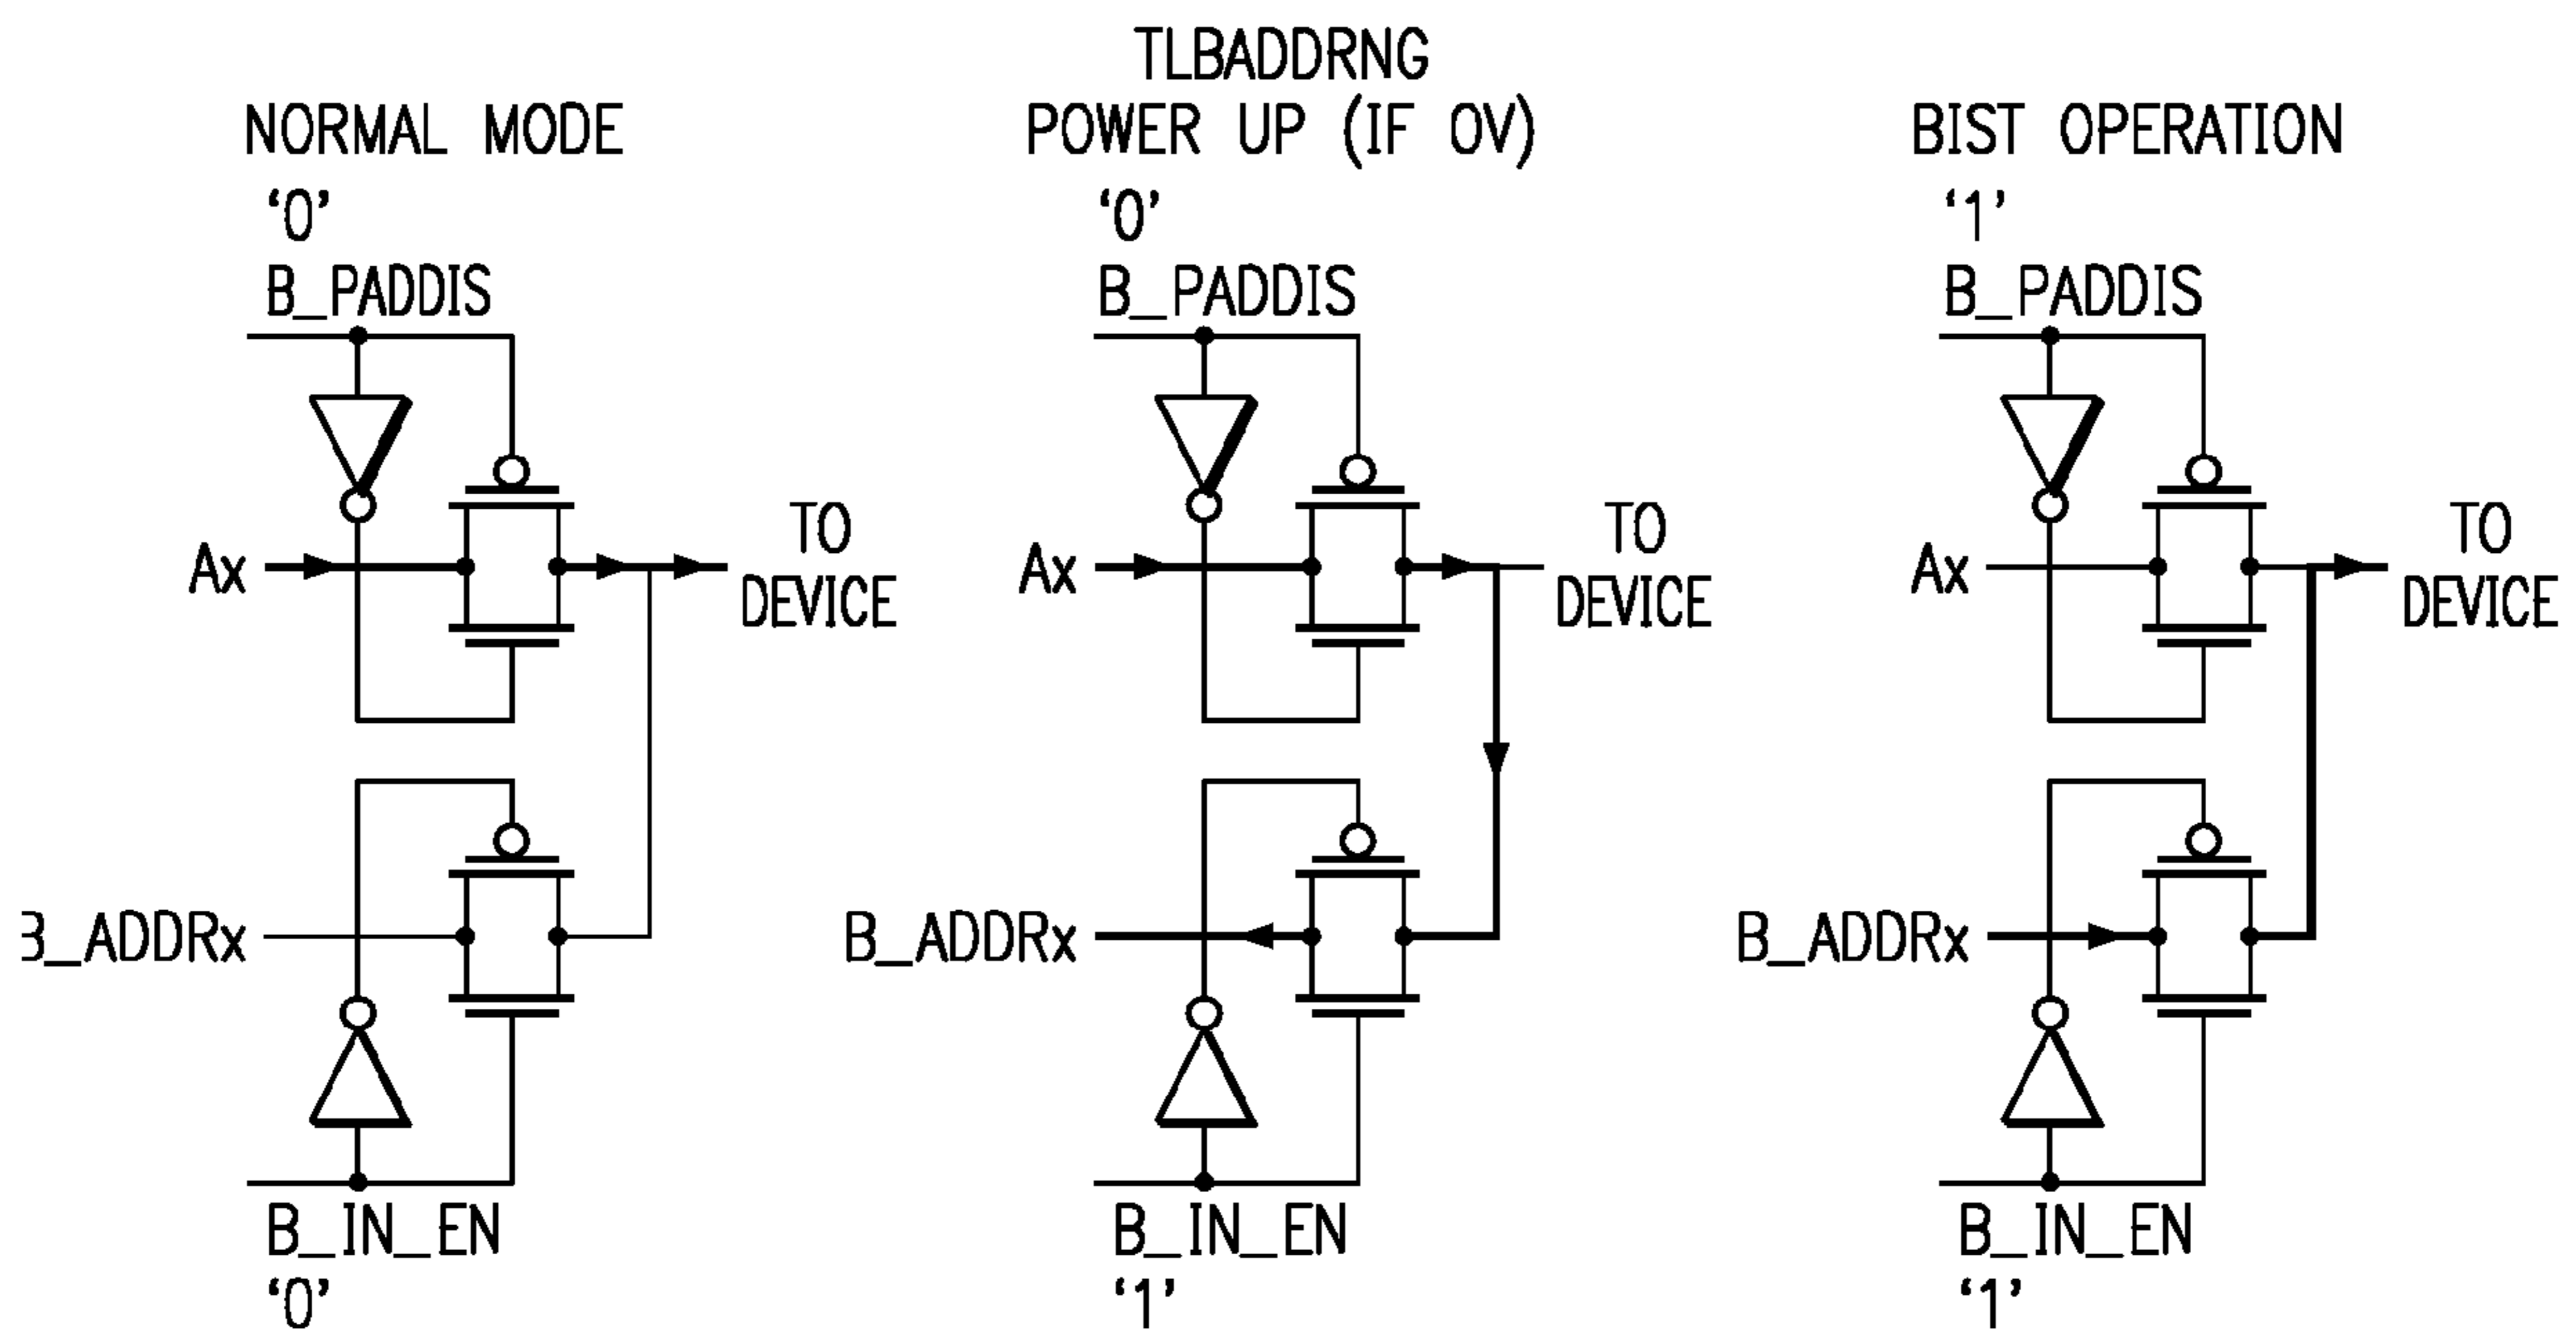 NORMAL MODE
'0'
B_PADDIS
Ax
TO
DEVICE
B_ADDRx
B_IN_EN
'0'
TLBADDRNG
POWER UP (IF 0V)
'0'
B_PADDIS
Ax
TO
DEVICE
B_ADDRx
B_IN_EN
'1'
BIST OPERATION
'1'
B_PADDIS
Ax
TO
DEVICE
B_ADDRx
B_IN_EN
'1'